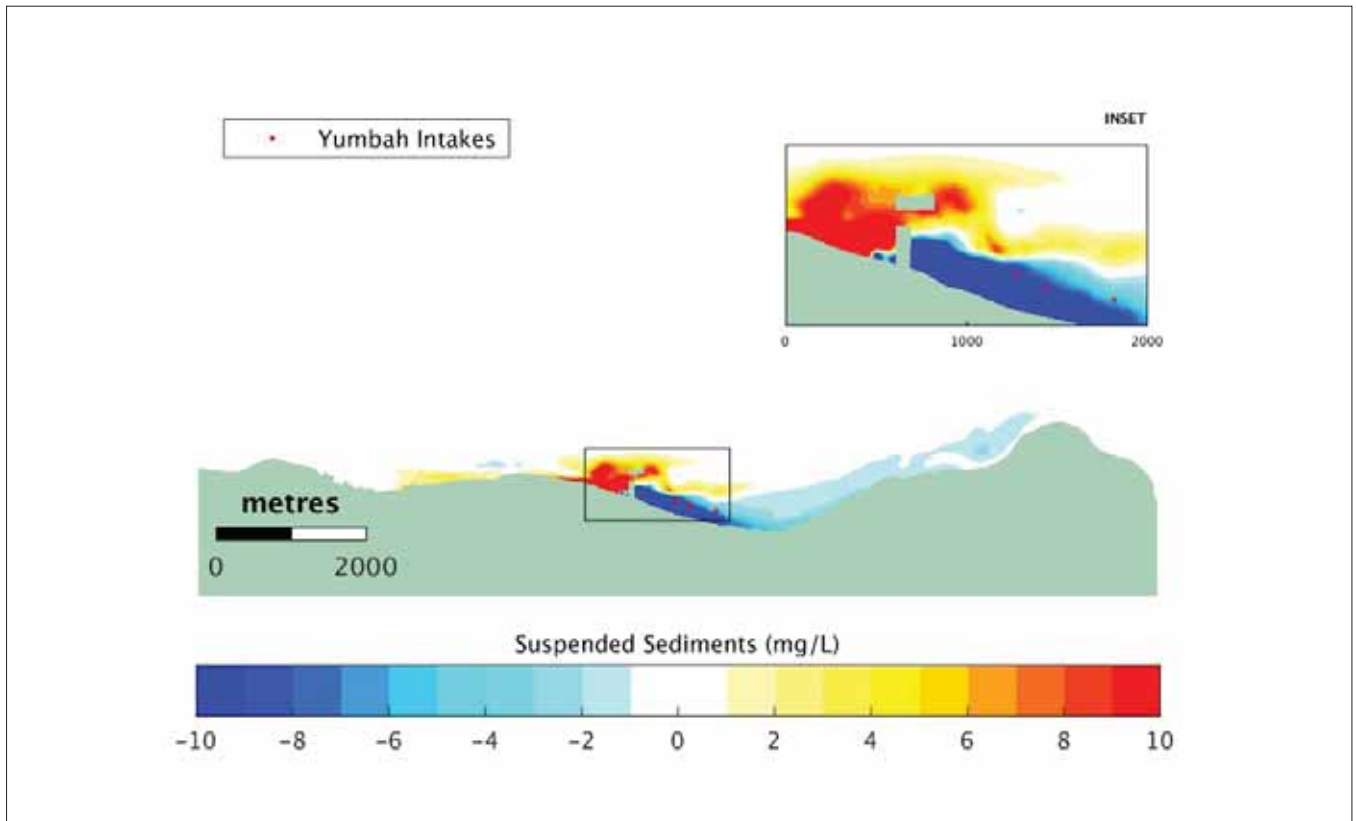 INSET
Yumbah Intakes
0 1000 2000
metres
0 2000
Suspended Sediments (mg/L)
-10 -8 -6 -4 -2 0 2 4 6 8 10